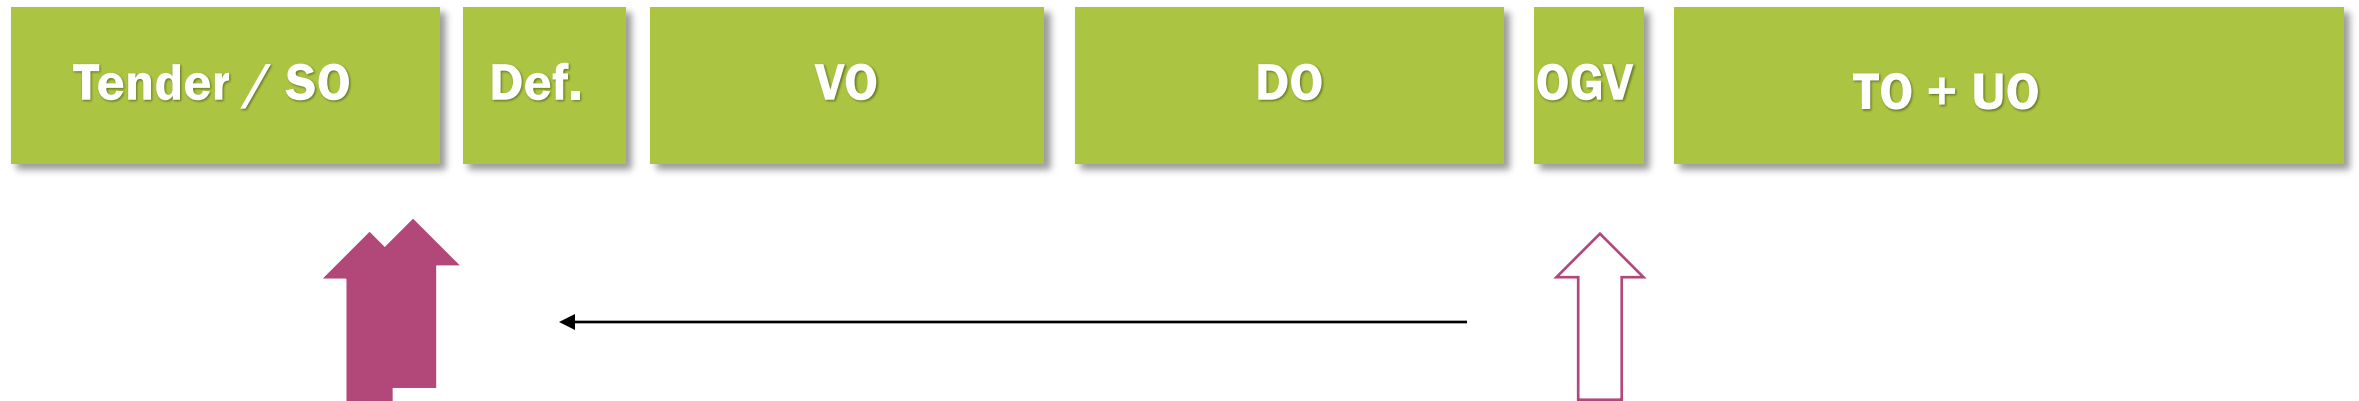 Tender / SO
Def.
VO
DO
OGV
TO + UO